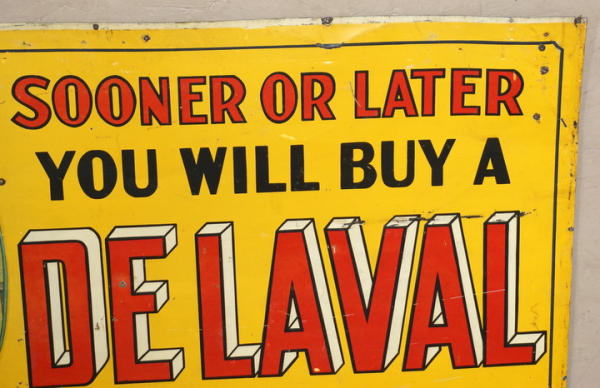 SOONER OR LATER
YOU WILL BUY A
DE LAVAL